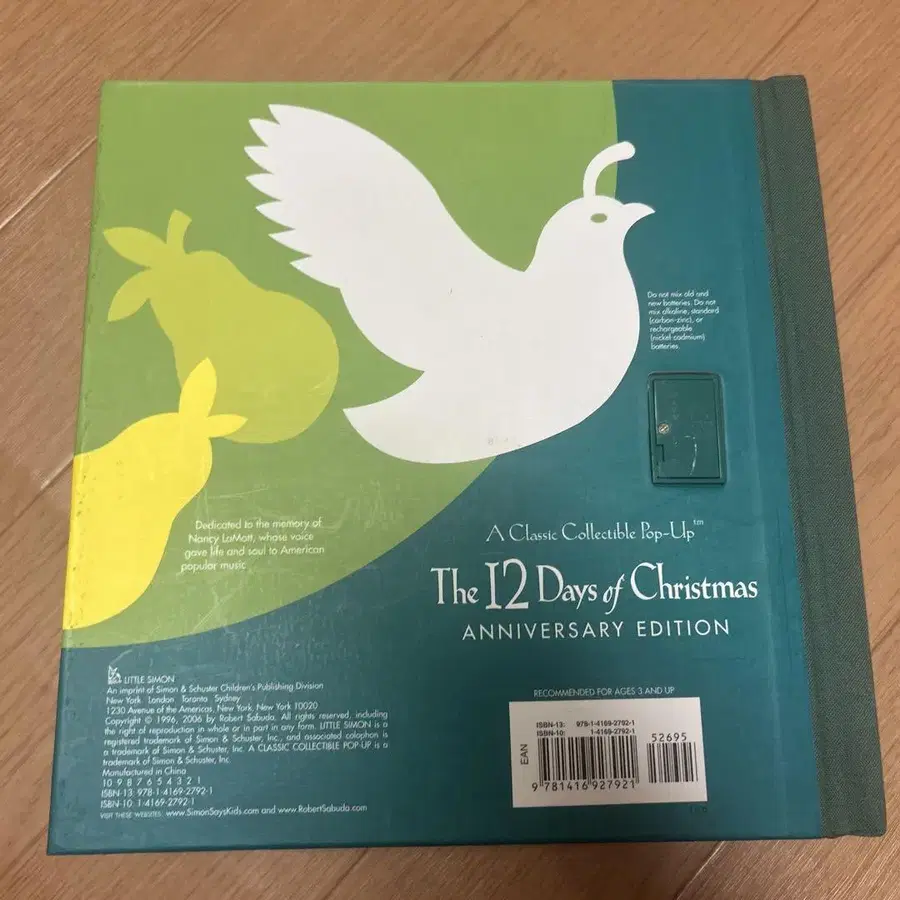 Do not mix old and
new batteries. Do not
mix alkaline, standard
(carbon-zinc), or
rechargeable
(nickel-cadmium)
batteries.
Dedicated to the memory of
Nancy LaMott, whose voice
gave life and soul to American
popular music
A Classic Collectible Pop-Up™
The 12 Days of Christmas
ANNIVERSARY EDITION
LITTLE SIMON
An imprint of Simon & Schuster Children's Publishing Division
New York London Toronto Sydney
1230 Avenue of the Americas, New York, New York 10020
Copyright © 1996, 2006 by Robert Sabuda. All rights reserved, including
the right of reproduction in whole or in part in any form. LITTLE SIMON is a
registered trademark of Simon & Schuster, Inc., and associated colophon is
a trademark of Simon & Schuster, Inc. A CLASSIC COLLECTIBLE POP-UP is a
trademark of Simon & Schuster, Inc.
Manufactured in China
10 9 8 7 6 5 4 3 2 1
ISBN-13: 978-1-4169-2792-1
ISBN-10: 1-4169-2792-1
VISIT THESE WEBSITES: www.SimonSaysKids.com and www.RobertSabuda.com
RECOMMENDED FOR AGES 3 AND UP
ISBN-13: 978-1-4169-2792-1
ISBN-10: 1-4169-2792-1
52695
EAN
9 781416 927921